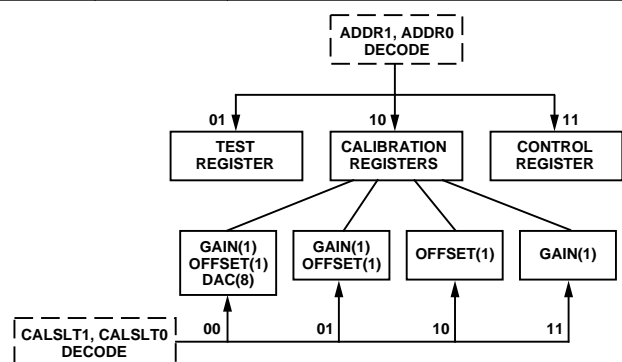 ADDR1, ADDR0
DECODE
01
10
11
TEST
REGISTER
CALIBRATION
REGISTERS
CONTROL
REGISTER
GAIN(1)
OFFSET(1)
DAC(8)
GAIN(1)
OFFSET(1)
OFFSET(1)
GAIN(1)
CALSLT1, CALSLT0
DECODE
00
01
10
11